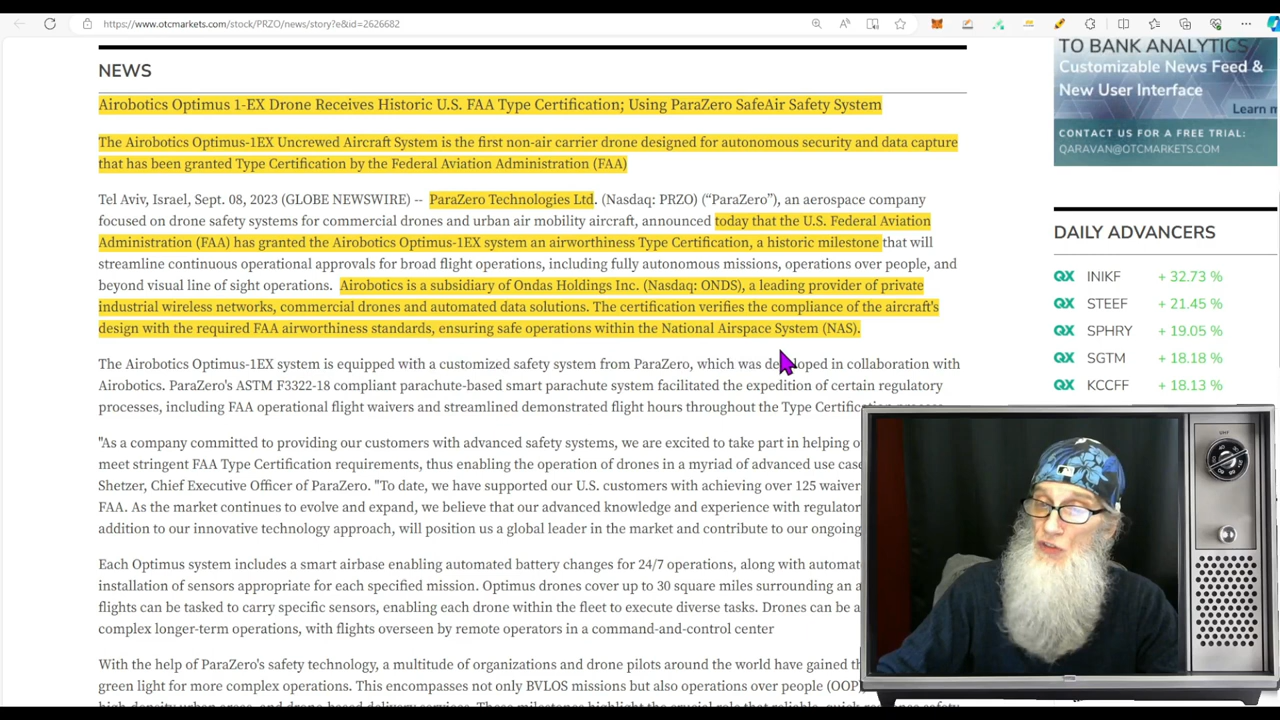 https://www.otcmarkets.com/stock/PRZO/news/story?e&id=2626682
NEWS
Airobotics Optimus 1-EX Drone Receives Historic U.S. FAA Type Certification; Using ParaZero SafeAir Safety System
The Airobotics Optimus-1EX Uncrewed Aircraft System is the first non-air carrier drone designed for autonomous security and data capture
that has been granted Type Certification by the Federal Aviation Administration (FAA)
Tel Aviv, Israel, Sept. 08, 2023 (GLOBE NEWSWIRE) -- ParaZero Technologies Ltd. (Nasdaq: PRZO) (“ParaZero”), an aerospace company
focused on drone safety systems for commercial drones and urban air mobility aircraft, announced today that the U.S. Federal Aviation
Administration (FAA) has granted the Airobotics Optimus-1EX system an airworthiness Type Certification, a historic milestone that will
streamline continuous operational approvals for broad flight operations, including fully autonomous missions, operations over people, and
beyond visual line of sight operations. Airobotics is a subsidiary of Ondas Holdings Inc. (Nasdaq: ONDS), a leading provider of private
industrial wireless networks, commercial drones and automated data solutions. The certification verifies the compliance of the aircraft's
design with the required FAA airworthiness standards, ensuring safe operations within the National Airspace System (NAS).
The Airobotics Optimus-1EX system is equipped with a customized safety system from ParaZero, which was developed in collaboration with
Airobotics. ParaZero's ASTM F3322-18 compliant parachute-based smart parachute system facilitated the expedition of certain regulatory
processes, including FAA operational flight waivers and streamlined demonstrated flight hours throughout the Type
"As a company committed to providing our customers with advanced safety systems, we are excited to take part in helping
meet stringent FAA Type Certification requirements, thus enabling the operation of drones in a myriad of advanced use
Shetzer, Chief Executive Officer of ParaZero. "To date, we have supported our U.S. customers with achieving over 125
FAA. As the market continues to evolve and expand, we believe that our advanced knowledge and experience with
addition to our innovative technology approach, will position us a global leader in the market and contribute to our
Each Optimus system includes a smart airbase enabling automated battery changes for 24/7 operations, along with
installation of sensors appropriate for each specified mission. Optimus drones cover up to 30 square miles surrounding an
flights can be tasked to carry specific sensors, enabling each drone within the fleet to execute diverse tasks. Drones can be
complex longer-term operations, with flights overseen by remote operators in a command-and-control center
With the help of ParaZero's safety technology, a multitude of organizations and drone pilots around the world have gained
green light for more complex operations. This encompasses not only BVLOS missions but also operations over people
TO BANK ANALYTICS
Customizable News Feed &
New User Interface
Learn
CONTACT US FOR A FREE TRIAL:
QARAVAN@OTCMARKETS.COM
DAILY ADVANCERS
QX INIKF + 32.73 %
QX STEEF + 21.45 %
QX SPHRY + 19.05 %
QX SGTM + 18.18 %
QX KCCFF + 18.13 %